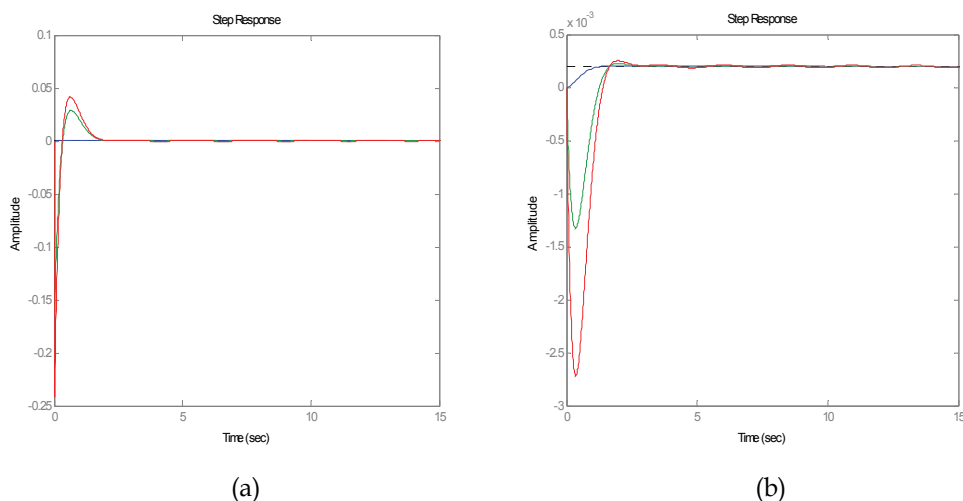 Step Response
0.1
0.05
0
-0.05
-0.1
-0.15
-0.2
-0.25
0
5
10
15
Amplitude
Time (sec)
(a)
Step Response
x 10^-3
0.5
0
-0.5
-1
-1.5
-2
-2.5
-3
0
5
10
15
Amplitude
Time (sec)
(b)